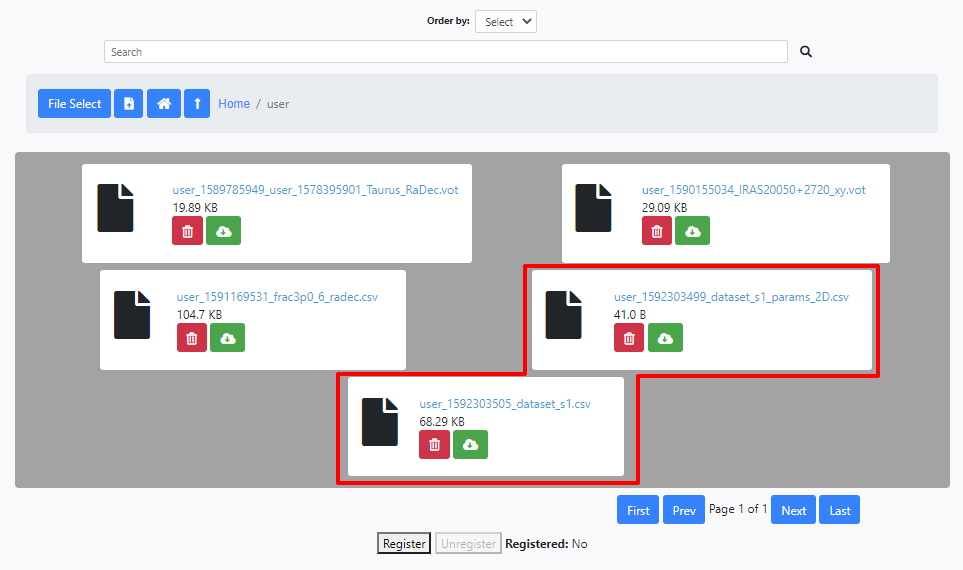 Order by: Select
Search
File Select Home / user
user_1589785949_user_1578395901_Taurus_RaDec.vot
19.89 KB
user_1590155034_IRAS20050+2720_xy.vot
29.09 KB
user_1591169531_frac3p0_6_radec.csv
104.7 KB
user_1592303499_dataset_s1_params_2D.csv
41.0 B
user_1592303505_dataset_s1.csv
68.29 KB
First Prev Page 1 of 1 Next Last
Register Unregister Registered: No